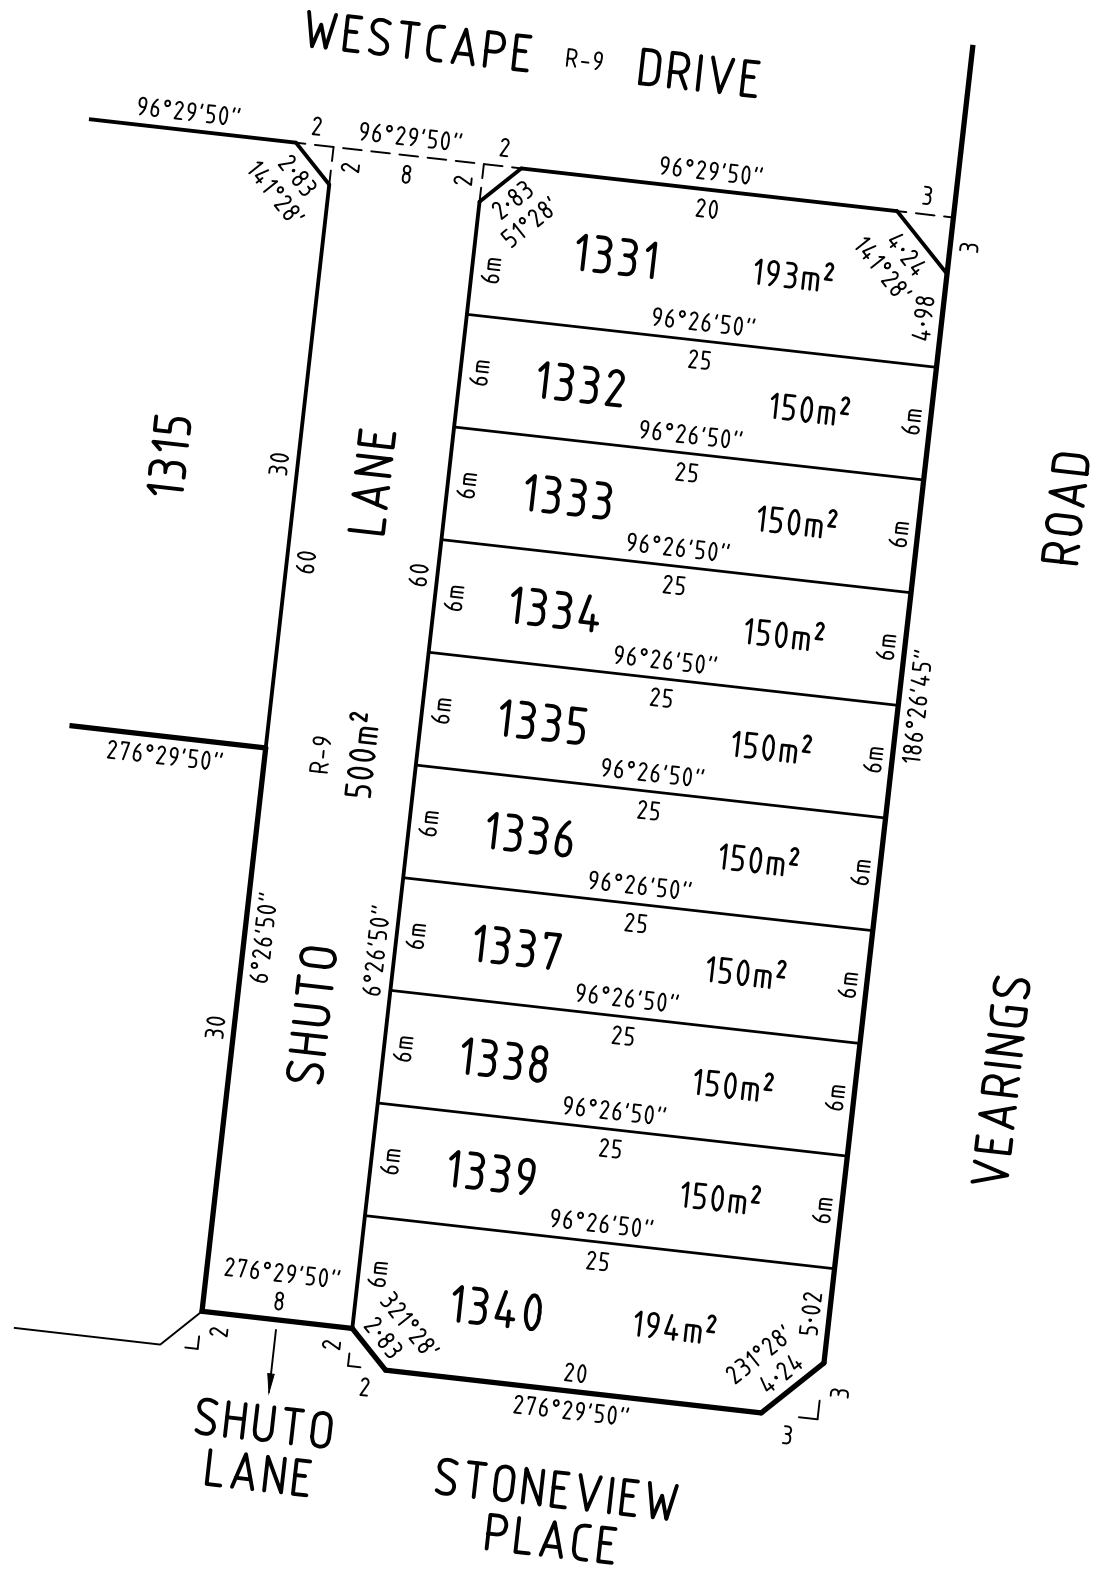 WESTCAPE R-9 DRIVE
96°29'50"
2
96°29'50"
2
96°29'50"
3
2·83
141°28'
2
8
2
2·83
51°28'
20
4·24
141°28'
3
1331
193m²
6m
4·98
96°26'50"
25
6m
1332
150m²
6m
96°26'50"
25
6m
1333
150m²
6m
96°26'50"
25
6m
1334
150m²
6m
96°26'50"
25
6m
1335
150m²
6m
96°26'50"
25
6m
1336
150m²
6m
96°26'50"
25
6m
1337
150m²
6m
96°26'50"
25
6m
1338
150m²
6m
96°26'50"
25
6m
1339
150m²
6m
96°26'50"
25
6m
1340
194m²
5·02
321°28'
2·83
231°28'
4·24
20
276°29'50"
2
2
3
3
1315
30
60
60
276°29'50"
R-9
500m²
6°26'50"
6°26'50"
30
SHUTO LANE
276°29'50"
8
2
186°26'45"
VEARINGS ROAD
SHUTO
LANE
STONEVIEW
PLACE